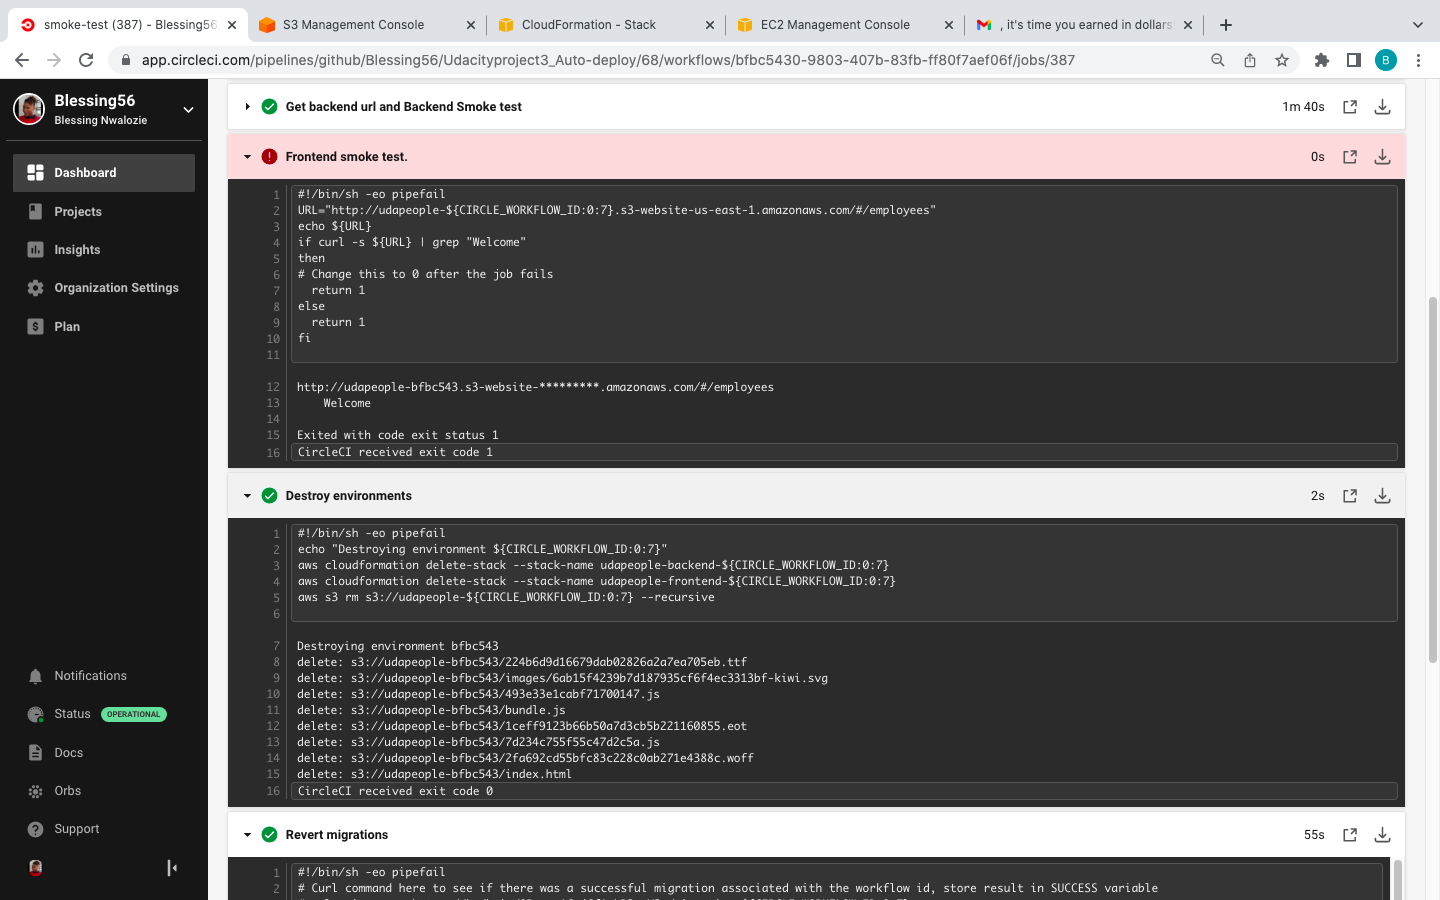 smoke-test (387) - Blessing56
S3 Management Console
CloudFormation - Stack
EC2 Management Console
, it's time you earned in dollars
app.circleci.com/pipelines/github/Blessing56/Udacityproject3_Auto-deploy/68/workflows/bfbc5430-9803-407b-83fb-ff80f7aef06f/jobs/387
B
Blessing56
Blessing Nwalozie
Dashboard
Projects
Insights
Organization Settings
Plan
Notifications
Status OPERATIONAL
Docs
Orbs
Support
Get backend url and Backend Smoke test 1m 40s
Frontend smoke test. 0s
1 #!/bin/sh -eo pipefail
2 URL="http://udapeople-${CIRCLE_WORKFLOW_ID:0:7}.s3-website-us-east-1.amazonaws.com/#/employees"
3 echo ${URL}
4 if curl -s ${URL} | grep "Welcome"
5 then
6 # Change this to 0 after the job fails
7 return 1
8 else
9 return 1
10 fi
11
12 http://udapeople-bfbc543.s3-website-*********.amazonaws.com/#/employees
13 Welcome
14
15 Exited with code exit status 1
16 CircleCI received exit code 1
Destroy environments 2s
1 #!/bin/sh -eo pipefail
2 echo "Destroying environment ${CIRCLE_WORKFLOW_ID:0:7}"
3 aws cloudformation delete-stack --stack-name udapeople-backend-${CIRCLE_WORKFLOW_ID:0:7}
4 aws cloudformation delete-stack --stack-name udapeople-frontend-${CIRCLE_WORKFLOW_ID:0:7}
5 aws s3 rm s3://udapeople-${CIRCLE_WORKFLOW_ID:0:7} --recursive
6
7 Destroying environment bfbc543
8 delete: s3://udapeople-bfbc543/224b6d9d16679dab02826a2a7ea705eb.ttf
9 delete: s3://udapeople-bfbc543/images/6ab15f4239b7d187935cf6f4ec3313bf-kiwi.svg
10 delete: s3://udapeople-bfbc543/493e33e1cabf71700147.js
11 delete: s3://udapeople-bfbc543/bundle.js
12 delete: s3://udapeople-bfbc543/1ceff9123b66b50a7d3cb5b221160855.eot
13 delete: s3://udapeople-bfbc543/7d234c755f55c47d2c5a.js
14 delete: s3://udapeople-bfbc543/2fa692cd55bfc83c228c0ab271e4388c.woff
15 delete: s3://udapeople-bfbc543/index.html
16 CircleCI received exit code 0
Revert migrations 55s
1 #!/bin/sh -eo pipefail
2 # Curl command here to see if there was a successful migration associated with the workflow id, store result in SUCCESS variable